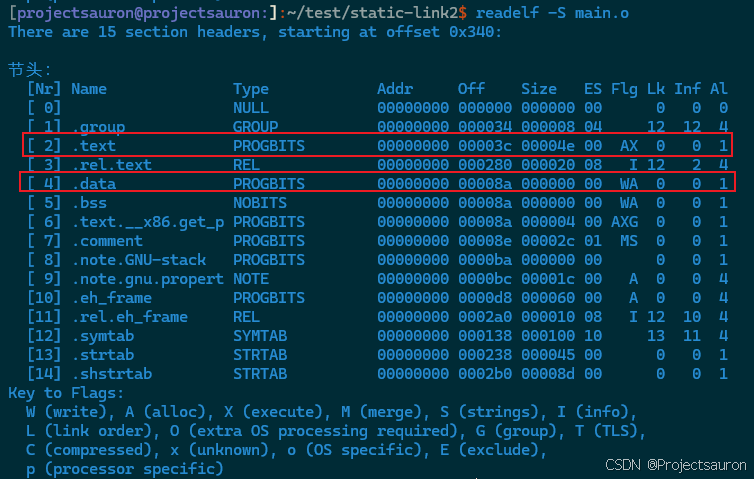 [projectsauron@projectsauron:]:~/test/static-link2$ readelf -S main.o
There are 15 section headers, starting at offset 0x340:
节头:
[Nr] Name Type Addr Off Size ES Flg Lk Inf Al
[ 0] NULL 00000000 000000 000000 00 0 0 0
[ 1] .group GROUP 00000000 000034 000008 04 12 12 4
[ 2] .text PROGBITS 00000000 00003c 00004e 00 AX 0 0 1
[ 3] .rel.text REL 00000000 000280 000020 08 I 12 2 4
[ 4] .data PROGBITS 00000000 00008a 000000 00 WA 0 0 1
[ 5] .bss NOBITS 00000000 00008a 000000 00 WA 0 0 1
[ 6] .text.__x86.get_p PROGBITS 00000000 00008a 000004 00 AXG 0 0 1
[ 7] .comment PROGBITS 00000000 00008e 00002c 01 MS 0 0 1
[ 8] .note.GNU-stack PROGBITS 00000000 0000ba 000000 00 0 0 1
[ 9] .note.gnu.propert NOTE 00000000 0000bc 00001c 00 A 0 0 4
[10] .eh_frame PROGBITS 00000000 0000d8 000060 00 A 0 0 4
[11] .rel.eh_frame REL 00000000 0002a0 000010 08 I 12 10 4
[12] .symtab SYMTAB 00000000 000138 000100 10 13 11 4
[13] .strtab STRTAB 00000000 000238 000045 00 0 0 1
[14] .shstrtab STRTAB 00000000 0002b0 00008d 00 0 0 1
Key to Flags:
W (write), A (alloc), X (execute), M (merge), S (strings), I (info),
L (link order), O (extra OS processing required), G (group), T (TLS),
C (compressed), x (unknown), o (OS specific), E (exclude),
p (processor specific)
CSDN @Projectsauron